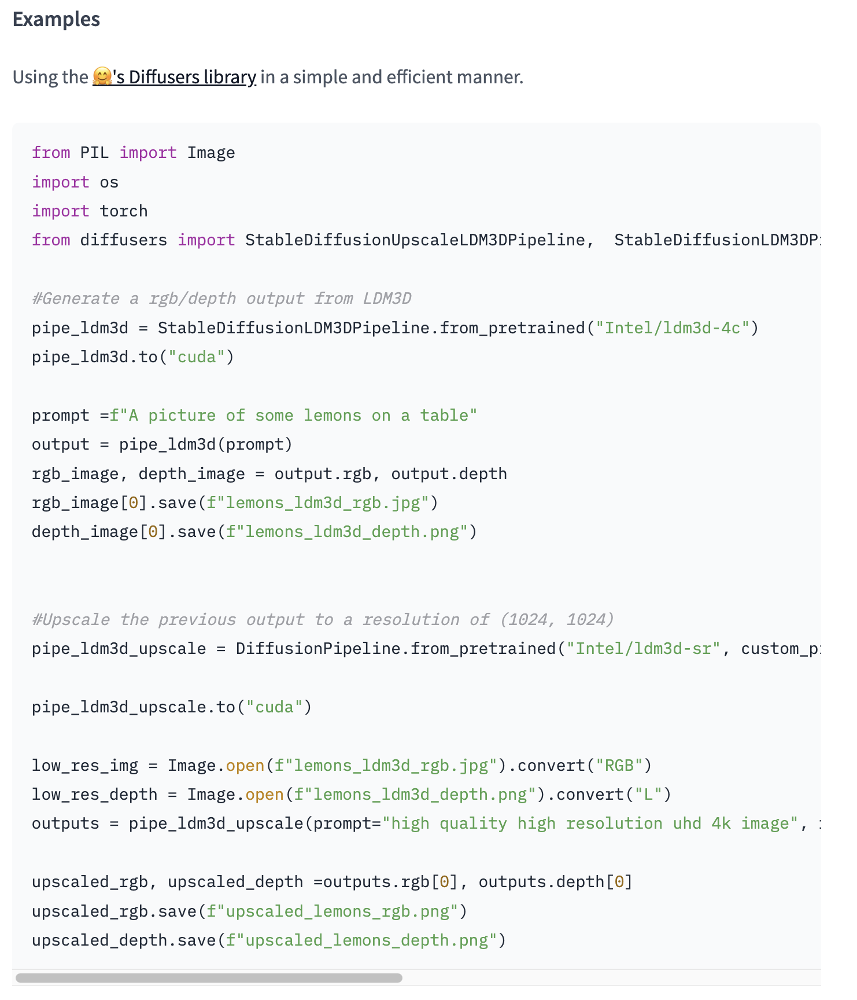 Examples
Using the 🤗's Diffusers library in a simple and efficient manner.
from PIL import Image
import os
import torch
from diffusers import StableDiffusionUpscaleLDM3DPipeline,  StableDiffusionLDM3DP
#Generate a rgb/depth output from LDM3D
pipe_ldm3d = StableDiffusionLDM3DPipeline.from_pretrained("Intel/ldm3d-4c")
pipe_ldm3d.to("cuda")
prompt =f"A picture of some lemons on a table"
output = pipe_ldm3d(prompt)
rgb_image, depth_image = output.rgb, output.depth
rgb_image[0].save(f"lemons_ldm3d_rgb.jpg")
depth_image[0].save(f"lemons_ldm3d_depth.png")
#Upscale the previous output to a resolution of (1024, 1024)
pipe_ldm3d_upscale = DiffusionPipeline.from_pretrained("Intel/ldm3d-sr", custom_p
pipe_ldm3d_upscale.to("cuda")
low_res_img = Image.open(f"lemons_ldm3d_rgb.jpg").convert("RGB")
low_res_depth = Image.open(f"lemons_ldm3d_depth.png").convert("L")
outputs = pipe_ldm3d_upscale(prompt="high quality high resolution uhd 4k image",
upscaled_rgb, upscaled_depth =outputs.rgb[0], outputs.depth[0]
upscaled_rgb.save(f"upscaled_lemons_rgb.png")
upscaled_depth.save(f"upscaled_lemons_depth.png")